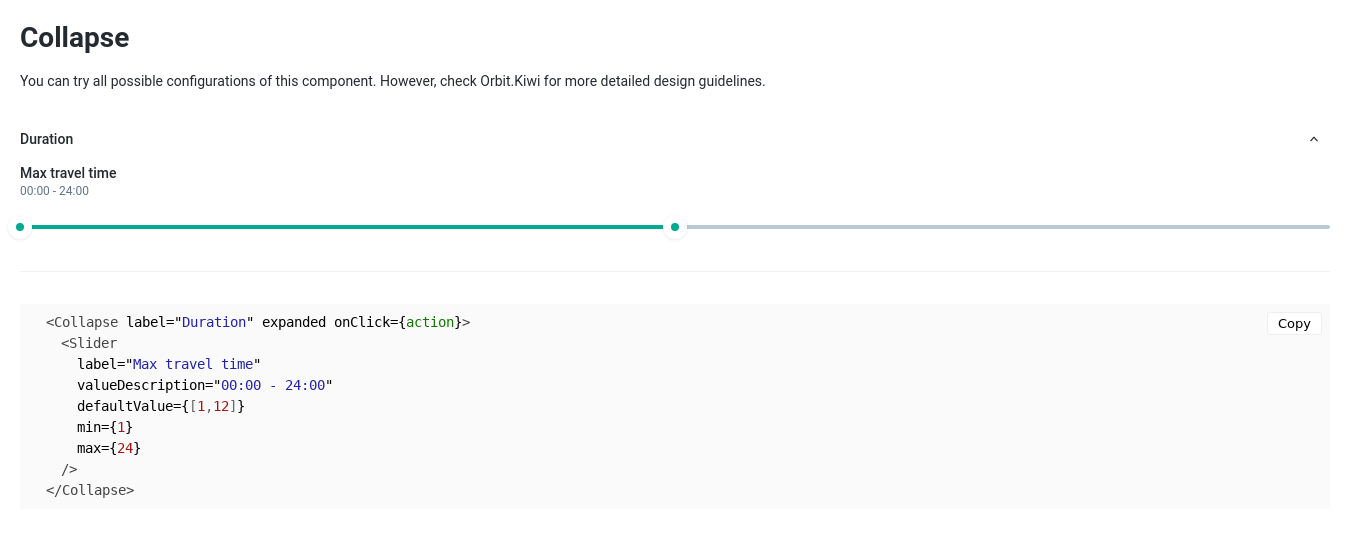 Collapse
You can try all possible configurations of this component. However, check Orbit.Kiwi for more detailed design guidelines.
Duration
Max travel time
00:00 - 24:00
<Collapse label="Duration" expanded onClick={action}>
Copy
<Slider
label="Max travel time"
valueDescription="00:00 - 24:00"
defaultValue={[1,12]}
min={1}
max={24}
/>
</Collapse>